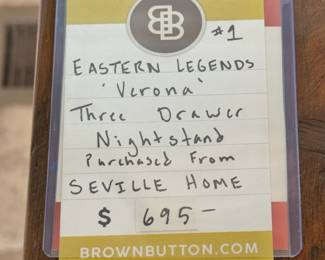 #1
EASTERN LEGENDS
'Verona'
Three Drawer
Nightstand
Purchased From
SEVILLE HOME
$ 695-
BROWNBUTTON.COM